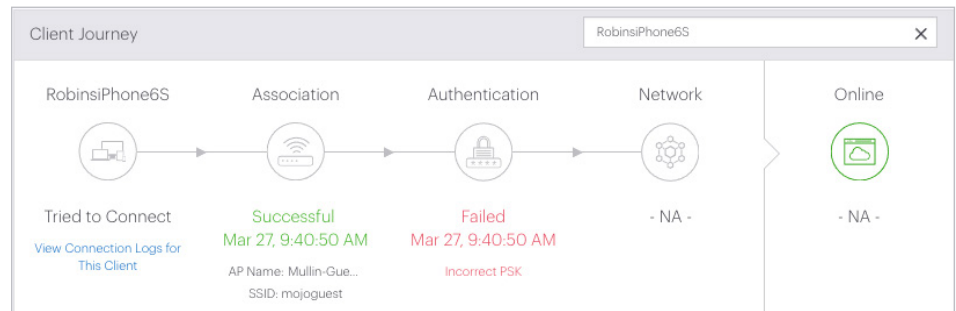 Client Journey
RobinsiPhone6S
RobinsiPhone6S
Association
Authentication
Network
Online
Tried to Connect
View Connection Logs for
This Client
Successful
Mar 27, 9:40:50 AM
AP Name: Mullin-Gue...
SSID: mojoguest
Failed
Mar 27, 9:40:50 AM
Incorrect PSK
- NA -
- NA -